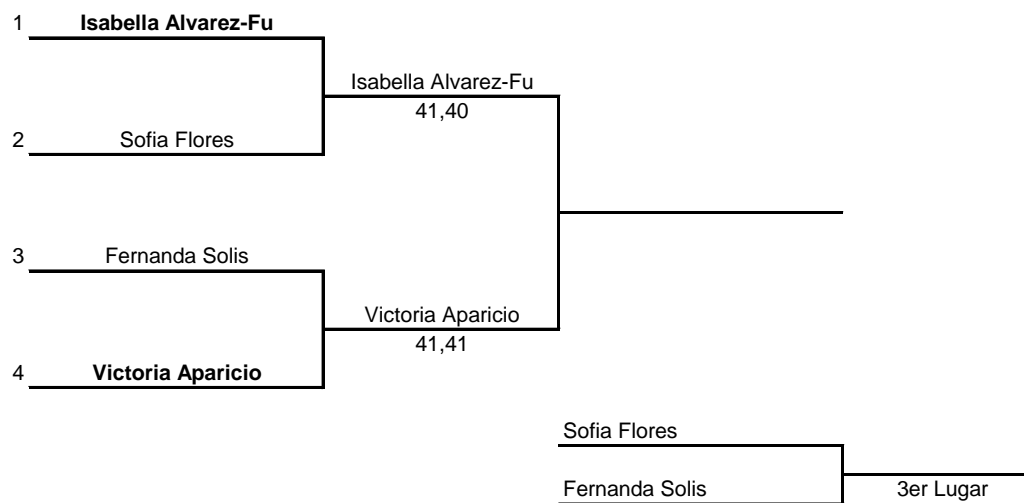 1 Isabella Alvarez-Fu
Isabella Alvarez-Fu
41,40
2 Sofia Flores
3 Fernanda Solis
Victoria Aparicio
41,41
4 Victoria Aparicio
Sofia Flores
Fernanda Solis
3er Lugar